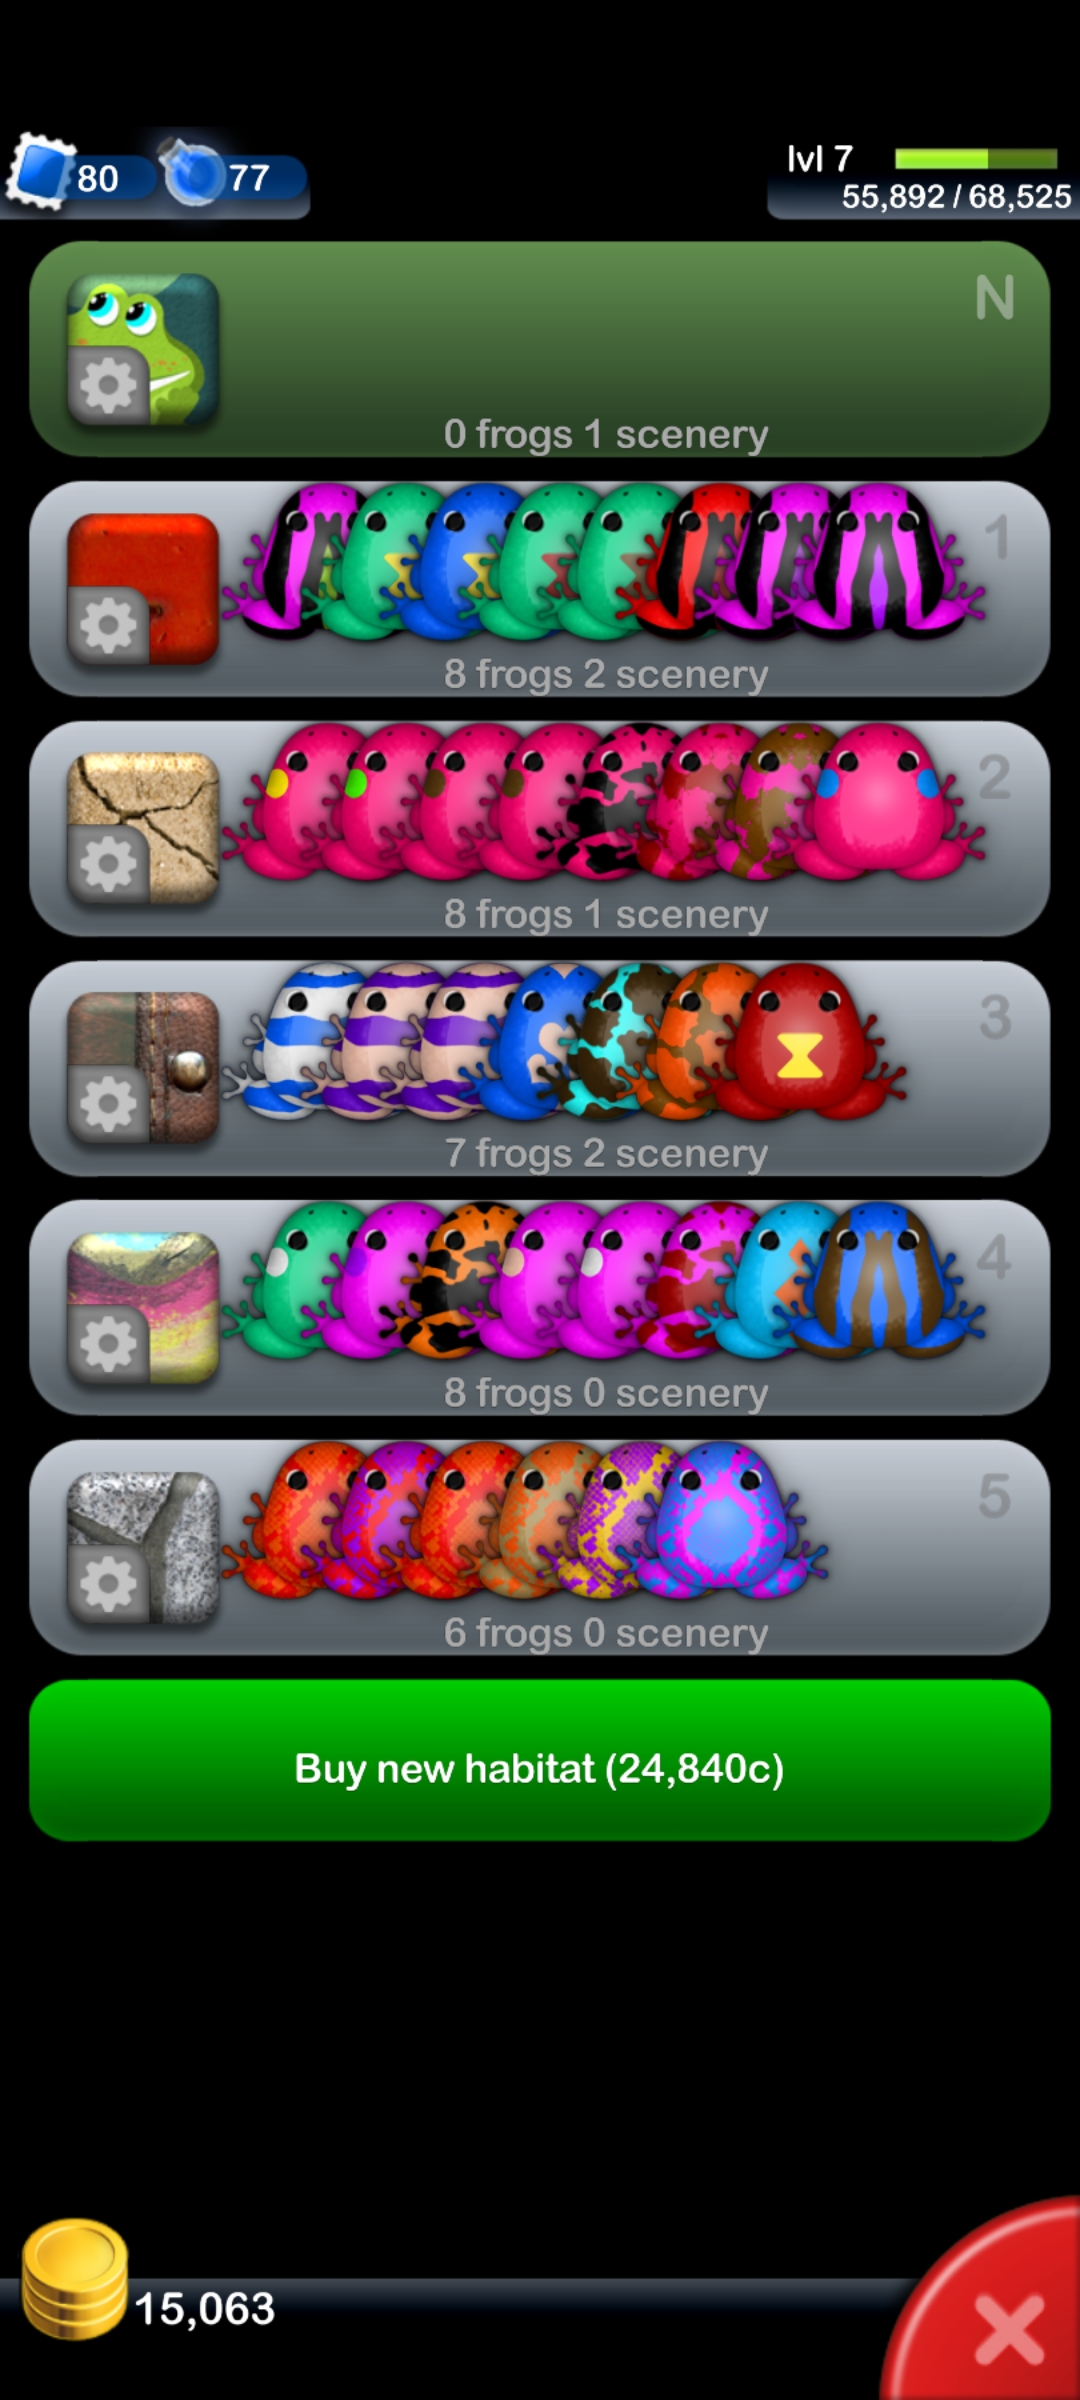 80 77 lvl 7
55,892 / 68,525
N
0 frogs 1 scenery
1
8 frogs 2 scenery
2
8 frogs 1 scenery
3
7 frogs 2 scenery
4
8 frogs 0 scenery
5
6 frogs 0 scenery
Buy new habitat (24,840c)
15,063